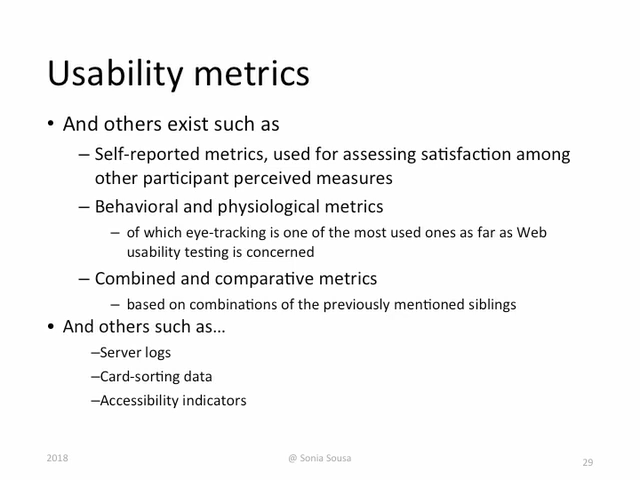 Usability metrics
• And others exist such as
– Self-reported metrics, used for assessing satisfaction among
other participant perceived measures
– Behavioral and physiological metrics
– of which eye-tracking is one of the most used ones as far as Web
usability testing is concerned
– Combined and comparative metrics
– based on combinations of the previously mentioned siblings
• And others such as…
–Server logs
–Card-sorting data
–Accessibility indicators
2018
@ Sonia Sousa
29